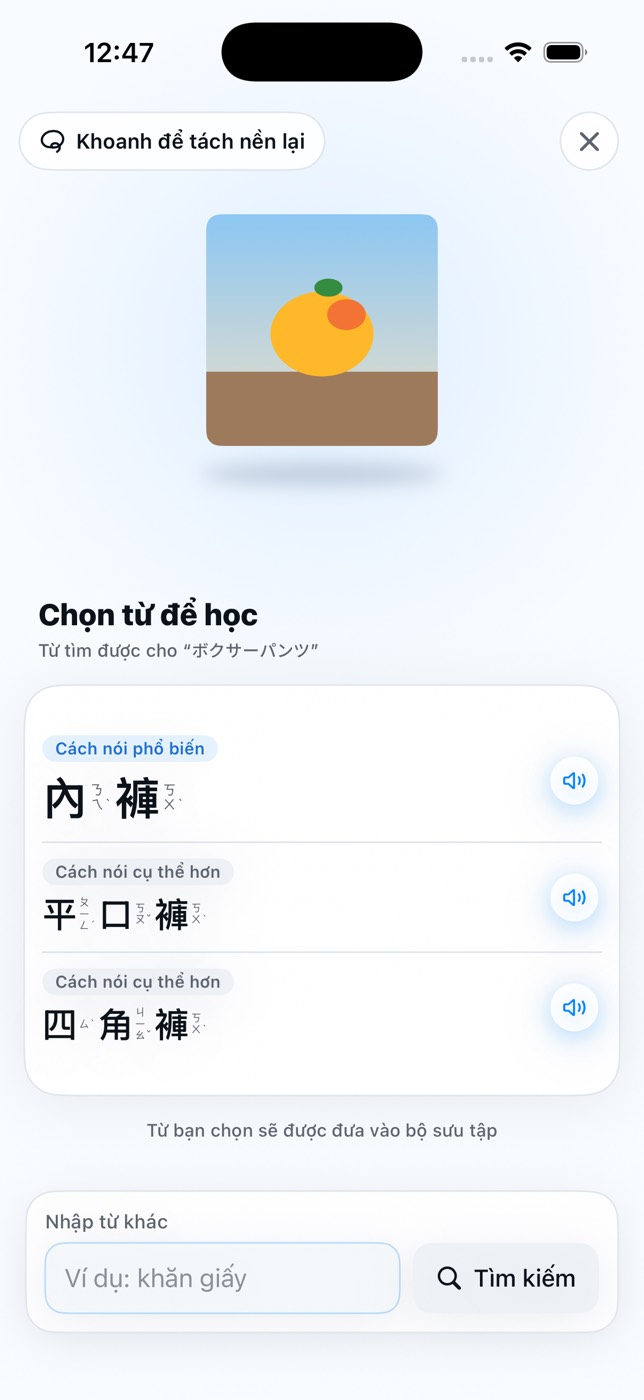 12:47
Khoanh để tách nền lại
Chọn từ để học
Từ tìm được cho “ボクサーパンツ”
Cách nói phổ biến
內ㄋㄟˋ褲ㄎㄨˋ
Cách nói cụ thể hơn
平ㄆㄧㄥˊ口ㄎㄡˇ褲ㄎㄨˋ
Cách nói cụ thể hơn
四ㄙˋ角ㄐㄧㄠˇ褲ㄎㄨˋ
Từ bạn chọn sẽ được đưa vào bộ sưu tập
Nhập từ khác
Ví dụ: khăn giấy
Tìm kiếm